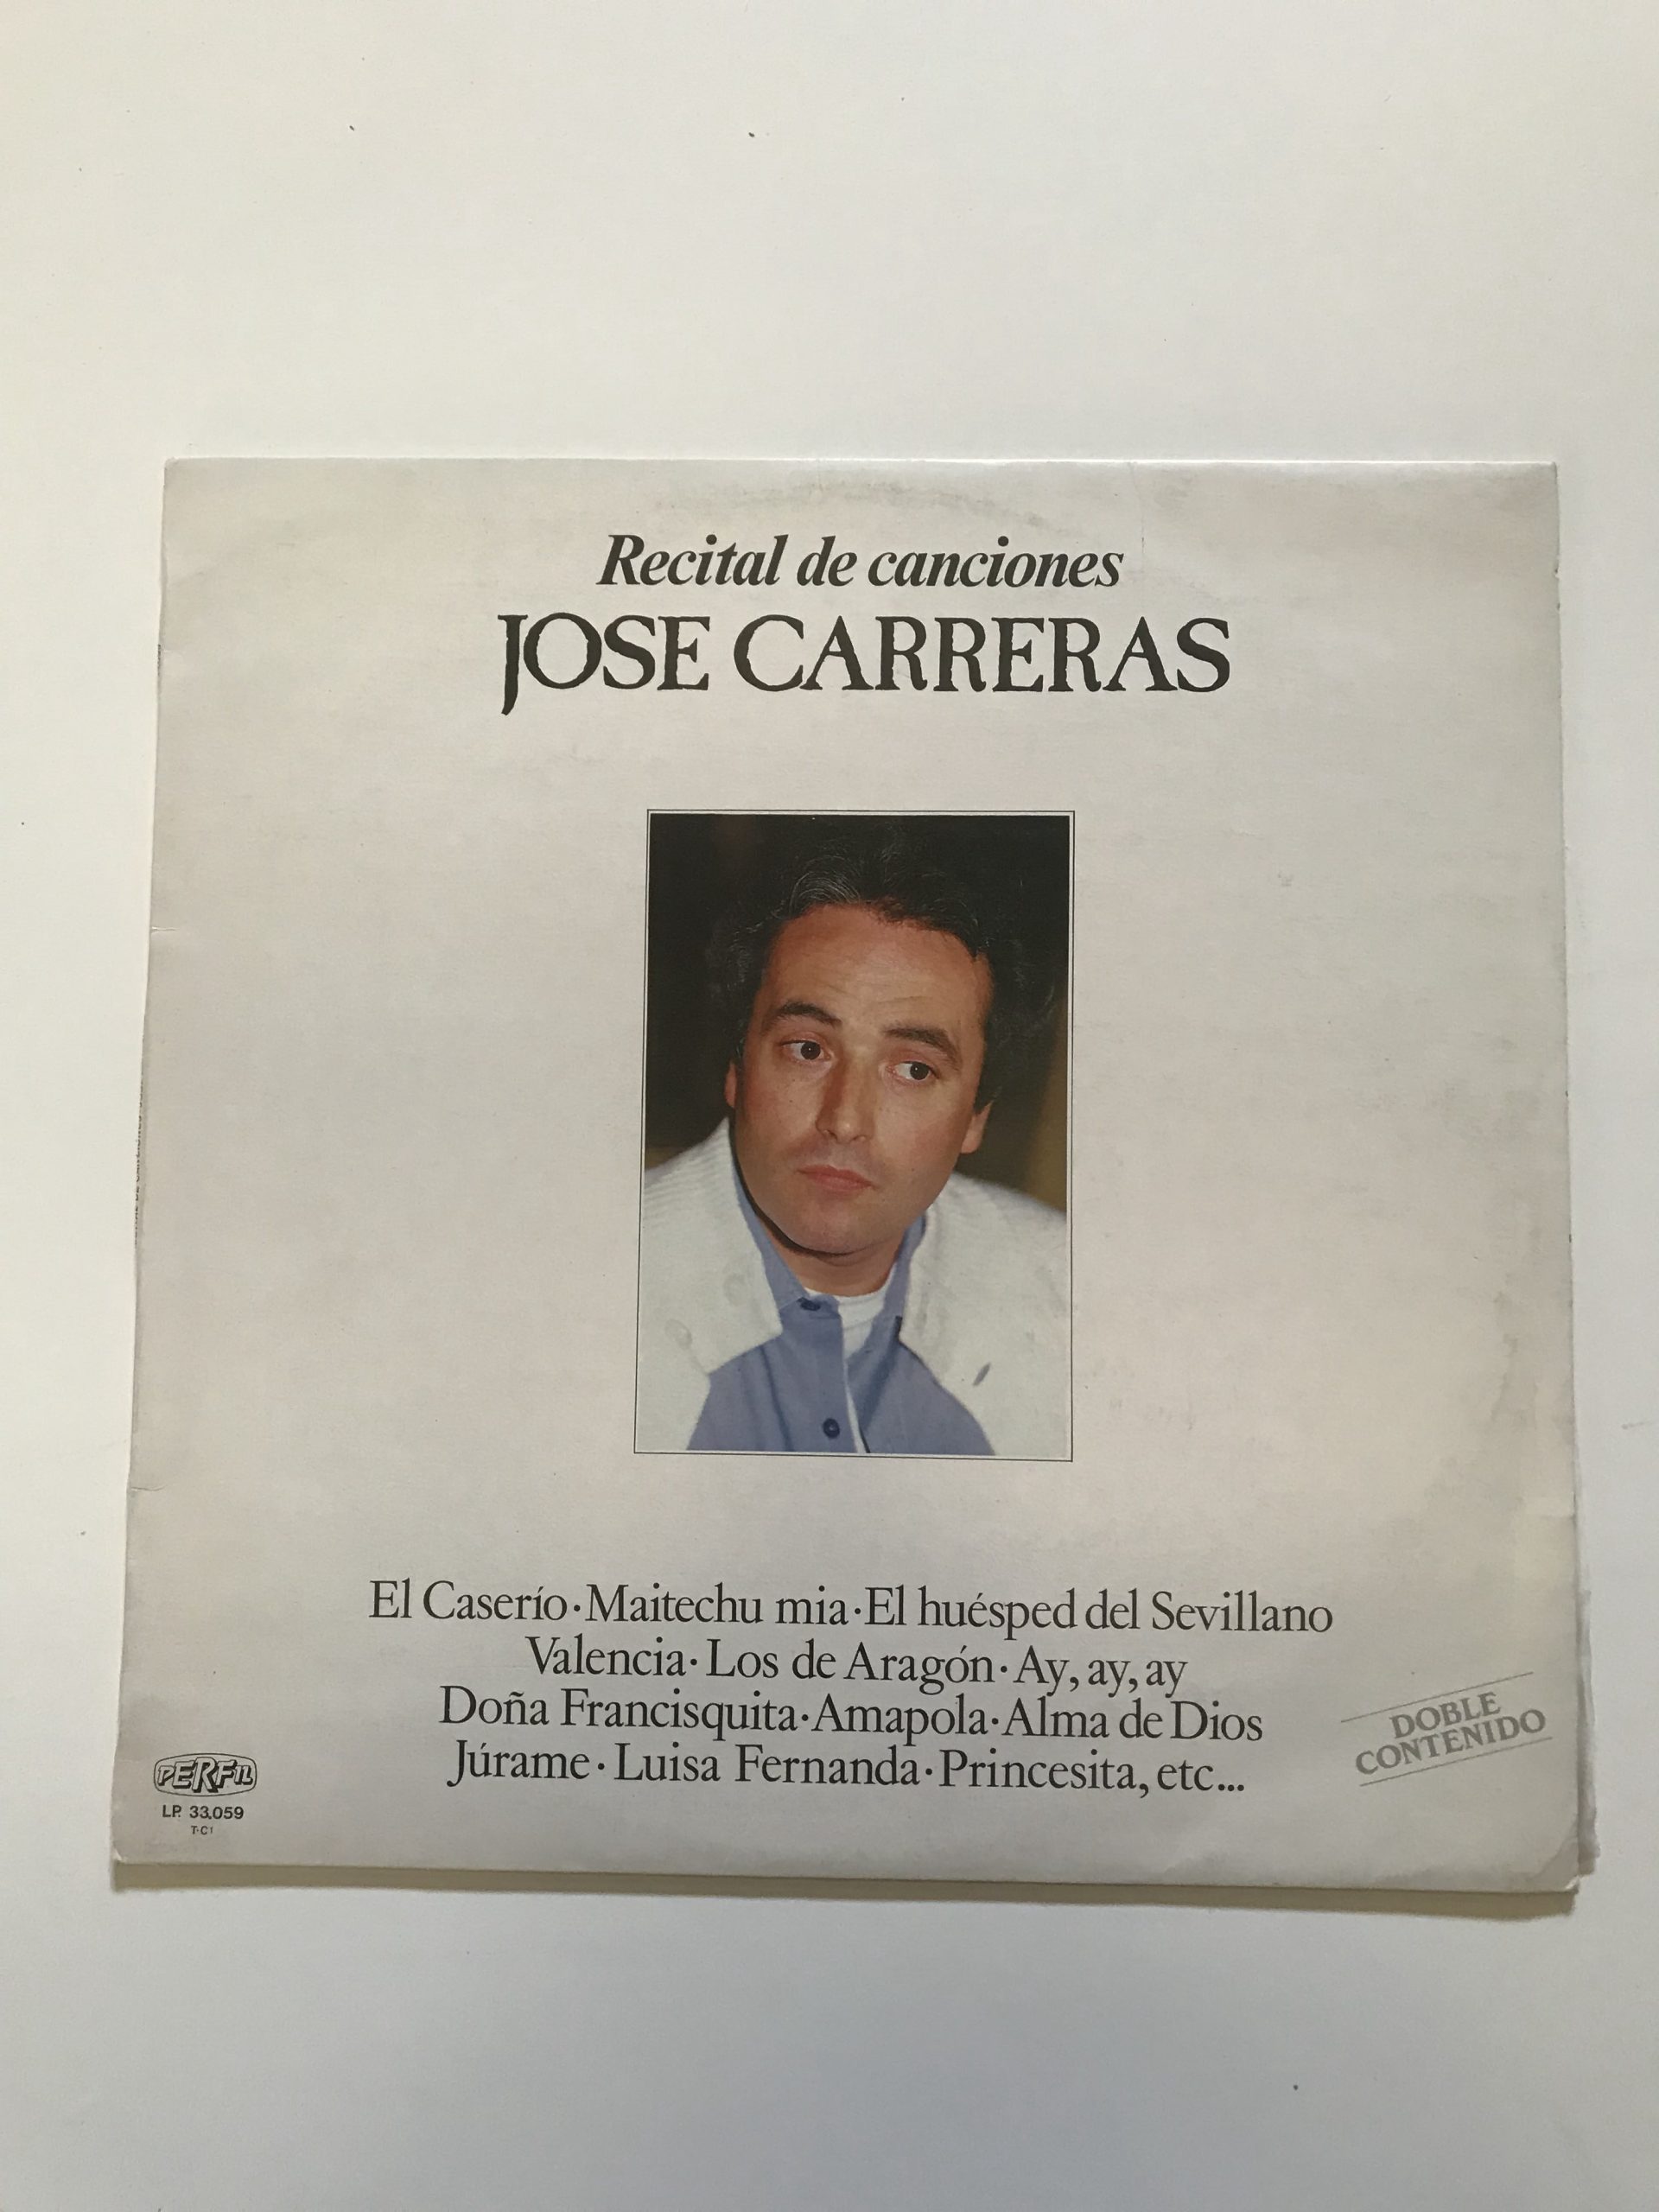 Recital de canciones
JOSE CARRERAS
El Caserío·Maitechu mia·El huésped del Sevillano
Valencia·Los de Aragón·Ay, ay, ay
Doña Francisquita·Amapola·Alma de Dios
Júrame·Luisa Fernanda·Princesita, etc...
DOBLE
CONTENIDO
PERFIL
LP. 33.059
T-C1